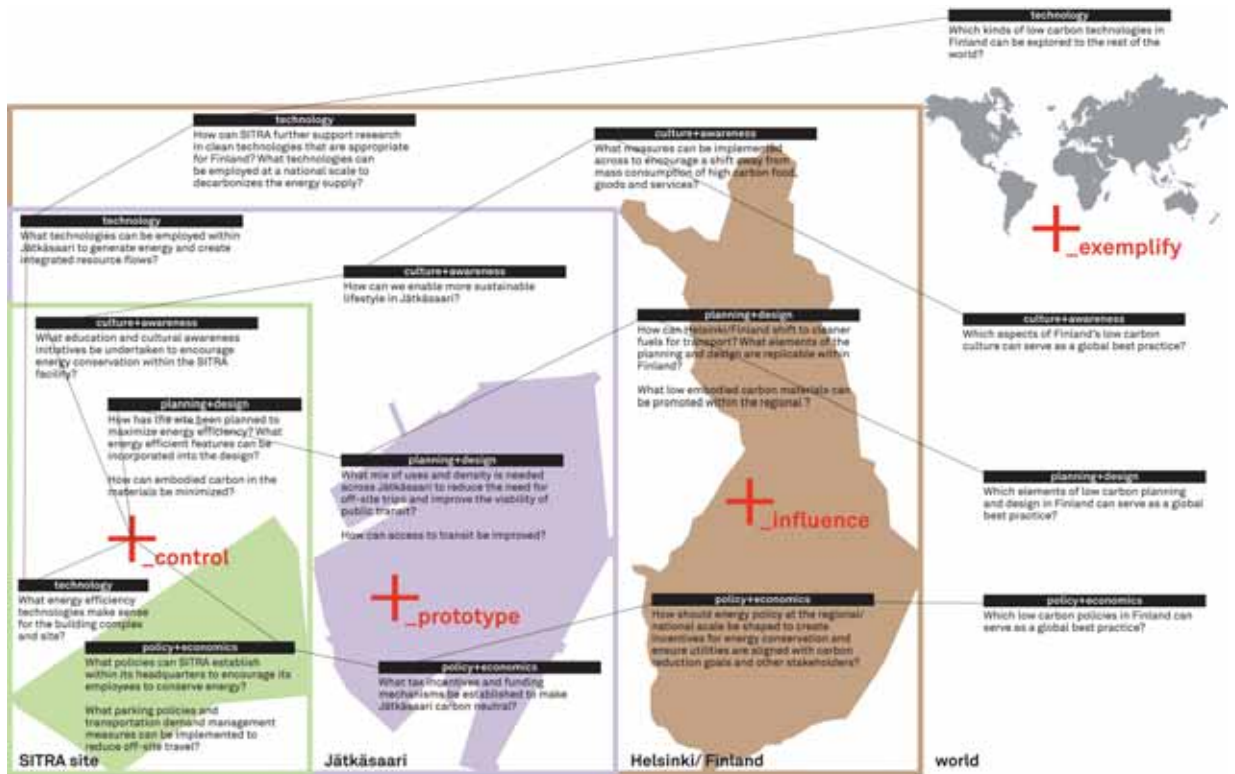 technology
Which kinds of low carbon technologies in
Finland can be explored to the rest of the
world?
technology
How can SITRA further support research
in clean technologies that are appropriate
for Finland? What technologies can
be employed at a national scale to
decarbonize the energy supply?
culture+awareness
What measures can be implemented
across to encourage a shift away from
mass consumption of high carbon food,
goods and services?
technology
What technologies can be employed within
Jätkäsaari to generate energy and create
integrated resource flows?
_exemplify
culture+awareness
How can we enable more sustainable
lifestyle in Jätkäsaari?
culture+awareness
What education and cultural awareness
initiatives be undertaken to encourage
energy conservation within the SITRA
facility?
planning+design
How can Helsinki/Finland shift to cleaner
fuels for transport? What elements of the
planning and design are replicable within
Finland?
What low embodied carbon materials can
be promoted within the regional ?
culture+awareness
Which aspects of Finland's low carbon
culture can serve as a global best practice?
planning+design
How has the site been planned to
maximize energy efficiency? What
energy efficient features can be
incorporated into the design?
How can embodied carbon in the
materials be minimized?
planning+design
What mix of uses and density is needed
across Jätkäsaari to reduce the need for
off-site trips and improve the viability of
public transit?
How can access to transit be improved?
planning+design
Which elements of low carbon planning
and design in Finland can serve as a global
best practice?
_control
_influence
_prototype
technology
What energy efficiency
technologies make sense
for the building complex
and site?
policy+economics
How should energy policy at the regional/
national scale be shaped to create
incentives for energy conservation and
ensure utilities are aligned with carbon
reduction goals and other stakeholders?
policy+economics
Which low carbon policies in Finland can
serve as a global best practice?
policy+economics
What policies can SITRA establish
within its headquarters to encourage its
employees to conserve energy?
What parking policies and
transportation demand management
measures can be implemented to
reduce off-site travel?
policy+economics
What tax incentives and funding
mechanisms be established to make
Jätkäsaari carbon neutral?
SITRA site
Jätkäsaari
Helsinki/ Finland
world